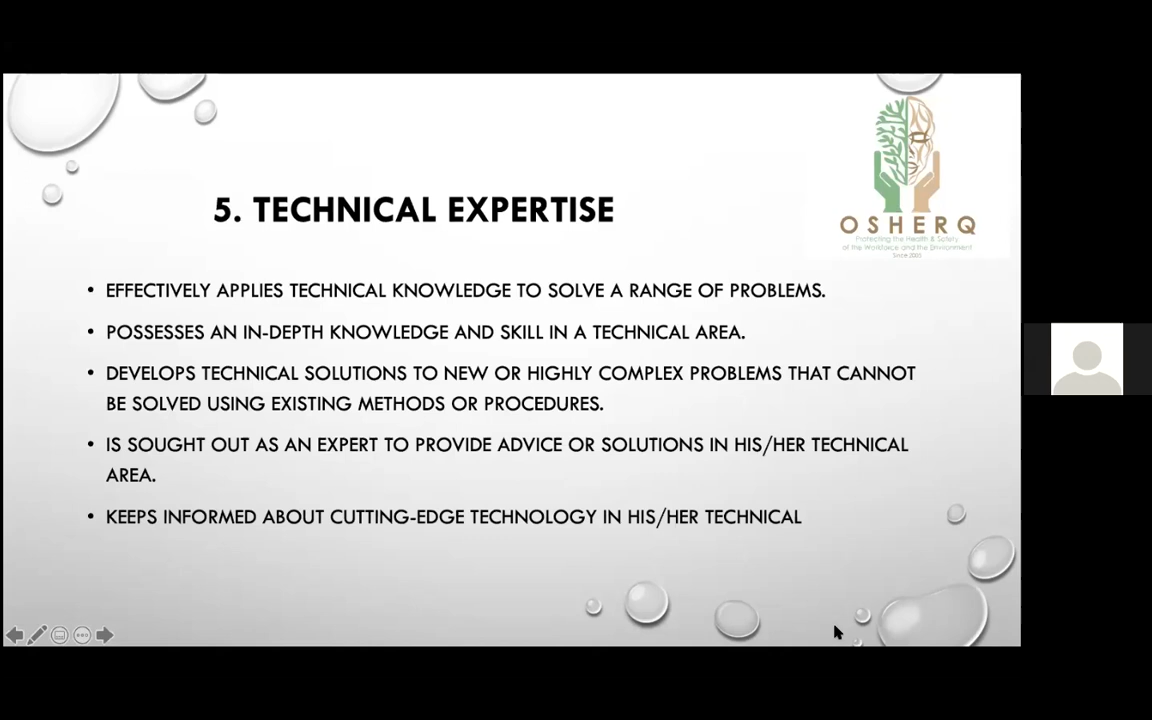 5. TECHNICAL EXPERTISE
OSHERQ
Protecting the Health & Safety
of the Workforce and the Environment
Since 2005
• EFFECTIVELY APPLIES TECHNICAL KNOWLEDGE TO SOLVE A RANGE OF PROBLEMS.
• POSSESSES AN IN-DEPTH KNOWLEDGE AND SKILL IN A TECHNICAL AREA.
• DEVELOPS TECHNICAL SOLUTIONS TO NEW OR HIGHLY COMPLEX PROBLEMS THAT CANNOT
BE SOLVED USING EXISTING METHODS OR PROCEDURES.
• IS SOUGHT OUT AS AN EXPERT TO PROVIDE ADVICE OR SOLUTIONS IN HIS/HER TECHNICAL
AREA.
• KEEPS INFORMED ABOUT CUTTING-EDGE TECHNOLOGY IN HIS/HER TECHNICAL